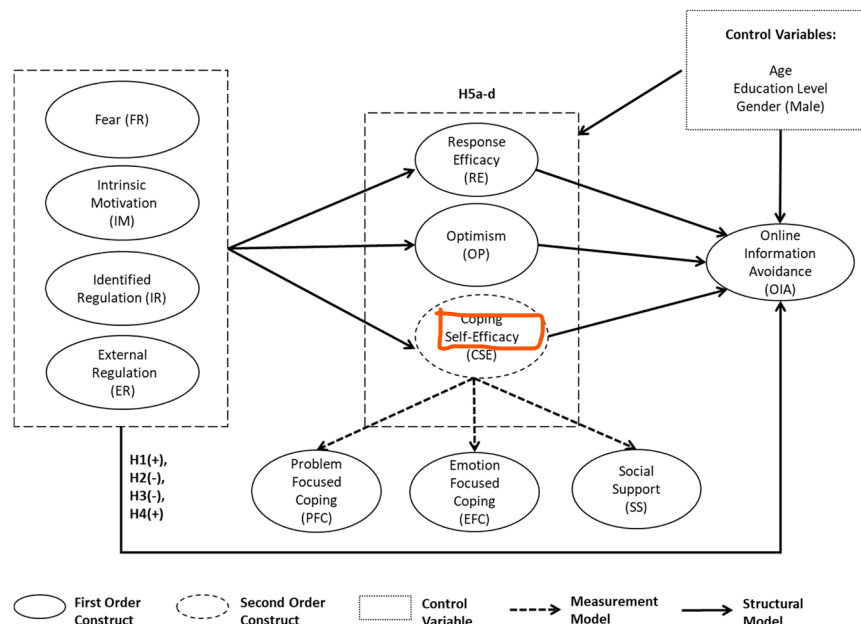 Control Variables:
Age
Education Level
Gender (Male)
H5a-d
Fear (FR)
Intrinsic
Motivation
(IM)
Identified
Regulation (IR)
External
Regulation
(ER)
Response
Efficacy
(RE)
Optimism
(OP)
Coping
Self-Efficacy
(CSE)
Online
Information
Avoidance
(OIA)
H1(+),
H2(-),
H3(-),
H4(+)
Problem
Focused
Coping
(PFC)
Emotion
Focused
Coping
(EFC)
Social
Support
(SS)
First Order
Construct
Second Order
Construct
Control
Variable
Measurement
Model
Structural
Model